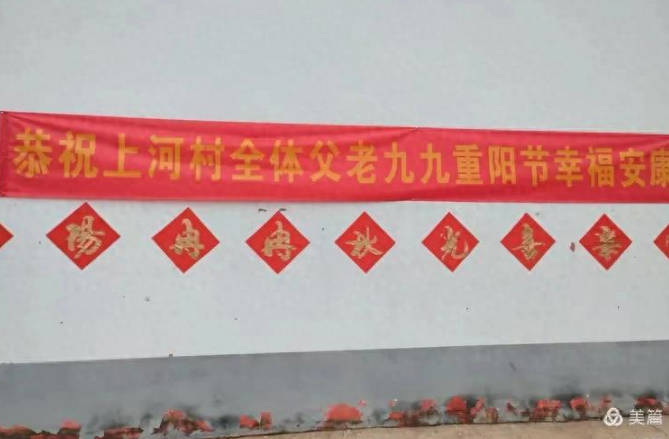 恭祝上河村全体父老九九重阳节幸福安康
陽冉冉秋光喜
美篇